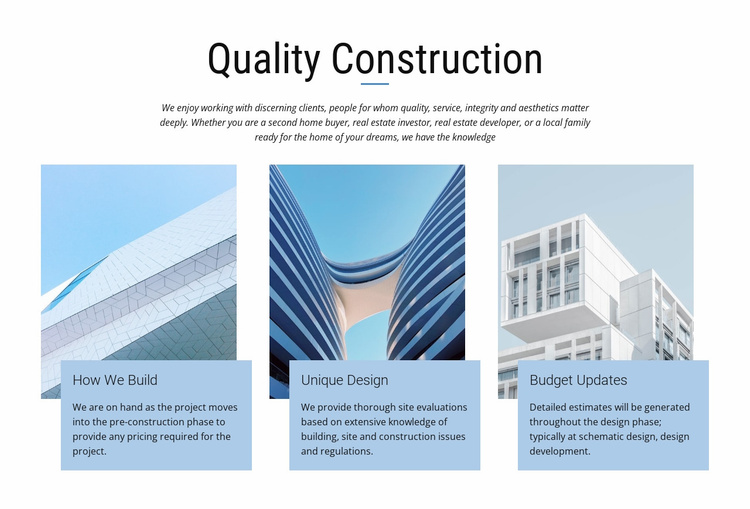 Quality Construction
We enjoy working with discerning clients, people for whom quality, service, integrity and aesthetics matter
deeply. Whether you are a second home buyer, real estate investor, real estate developer, or a local family
ready for the home of your dreams, we have the knowledge
How We Build
We are on hand as the project moves
into the pre-construction phase to
provide any pricing required for the
project.
Unique Design
We provide thorough site evaluations
based on extensive knowledge of
building, site and construction issues
and regulations.
Budget Updates
Detailed estimates will be generated
throughout the design phase;
typically at schematic design, design
development.